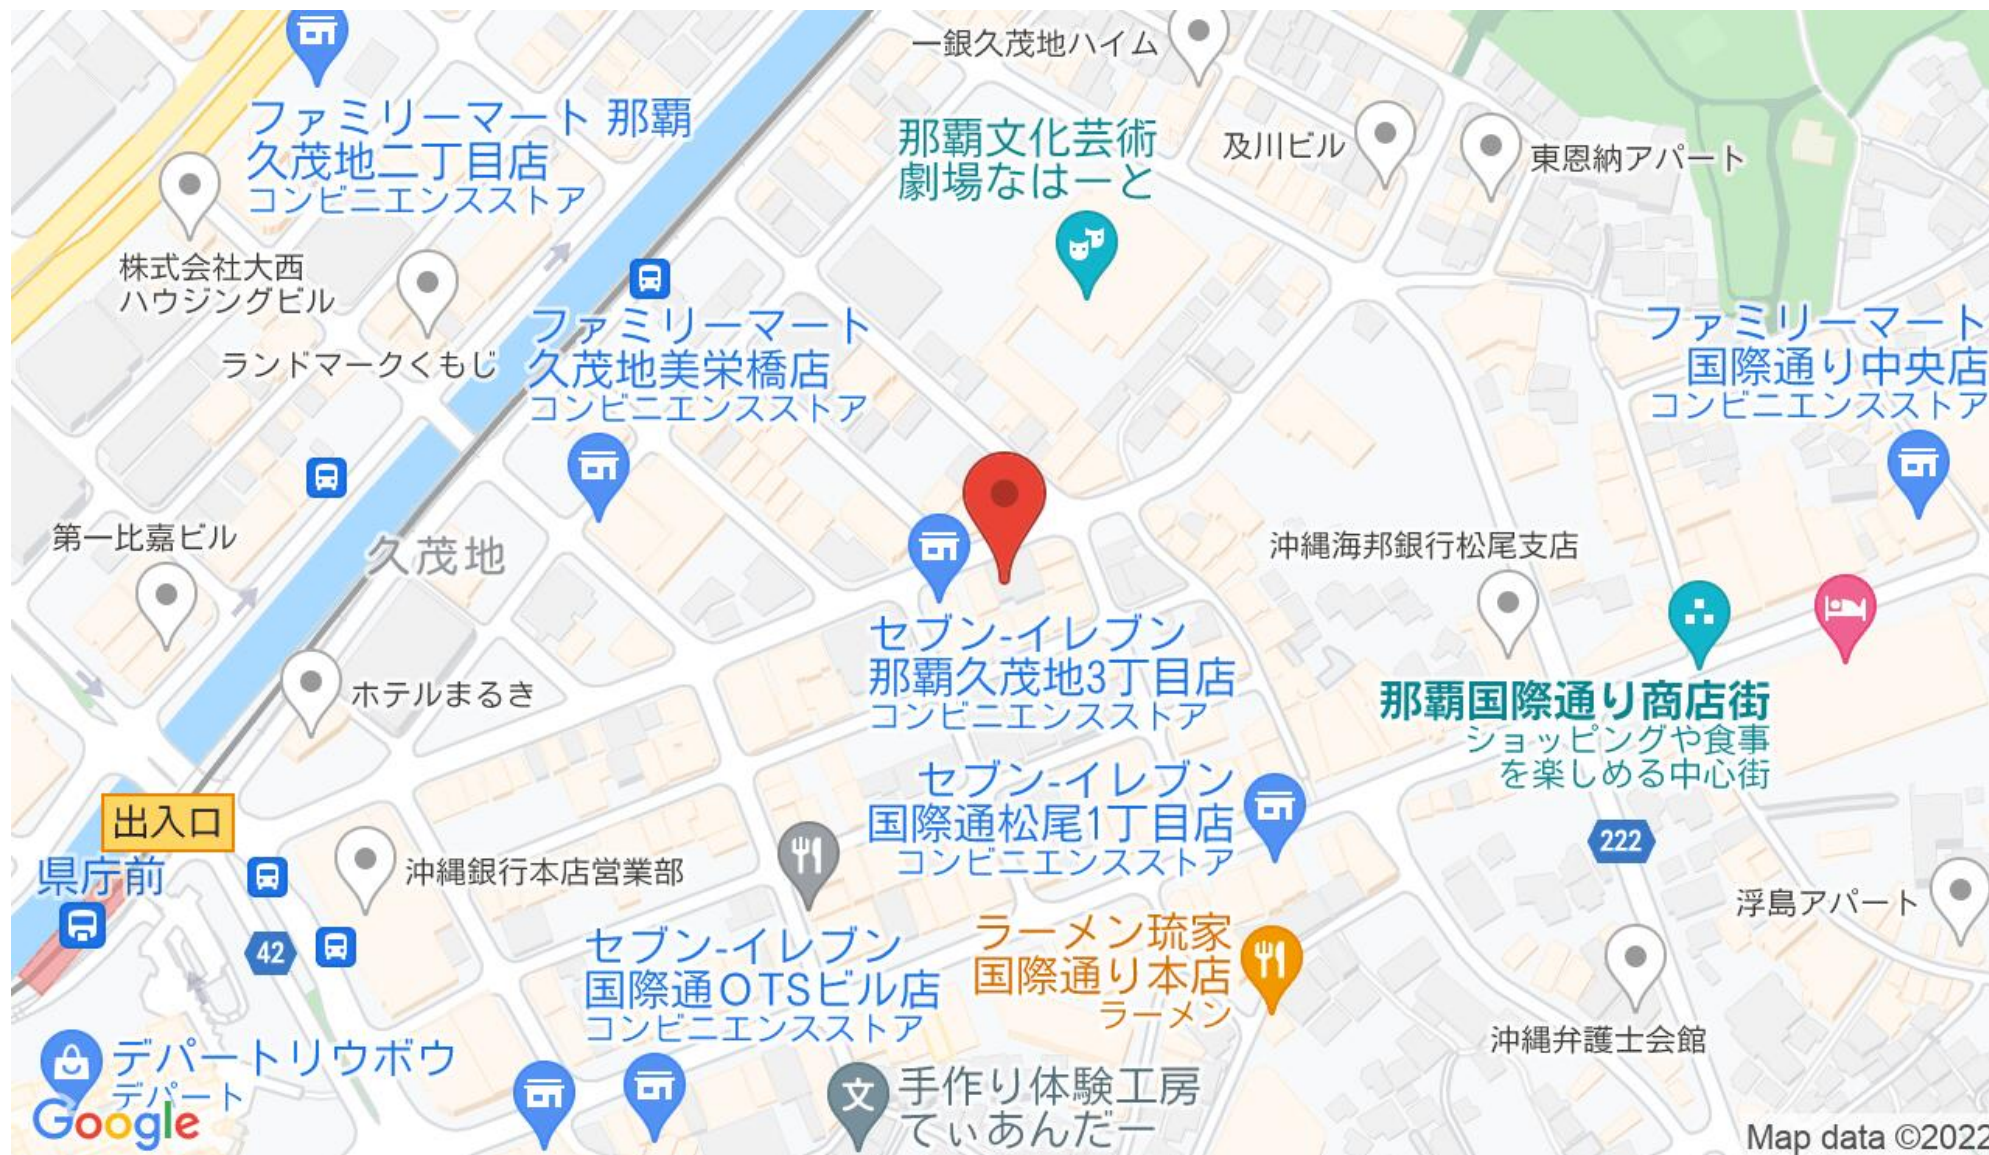 一銀久茂地ハイム
ファミリーマート 那覇
久茂地二丁目店
コンビニエンスストア
那覇文化芸術
劇場なはーと
及川ビル
東恩納アパート
株式会社大西
ハウジングビル
ランドマークくもじ
ファミリーマート
久茂地美栄橋店
コンビニエンスストア
ファミリーマート
国際通り中央店
コンビニエンスストア
第一比嘉ビル
久茂地
沖縄海邦銀行松尾支店
セブン-イレブン
那覇久茂地3丁目店
コンビニエンスストア
ホテルまるき
那覇国際通り商店街
ショッピングや食事
を楽しめる中心街
セブン-イレブン
国際通松尾1丁目店
コンビニエンスストア
出入口
222
県庁前
沖縄銀行本店営業部
浮島アパート
42
セブン-イレブン
国際通OTSビル店
コンビニエンスストア
ラーメン琉家
国際通り本店
ラーメン
沖縄弁護士会館
デパートリウボウ
デパート
手作り体験工房
てぃあんだー
文
Google
Map data ©2022